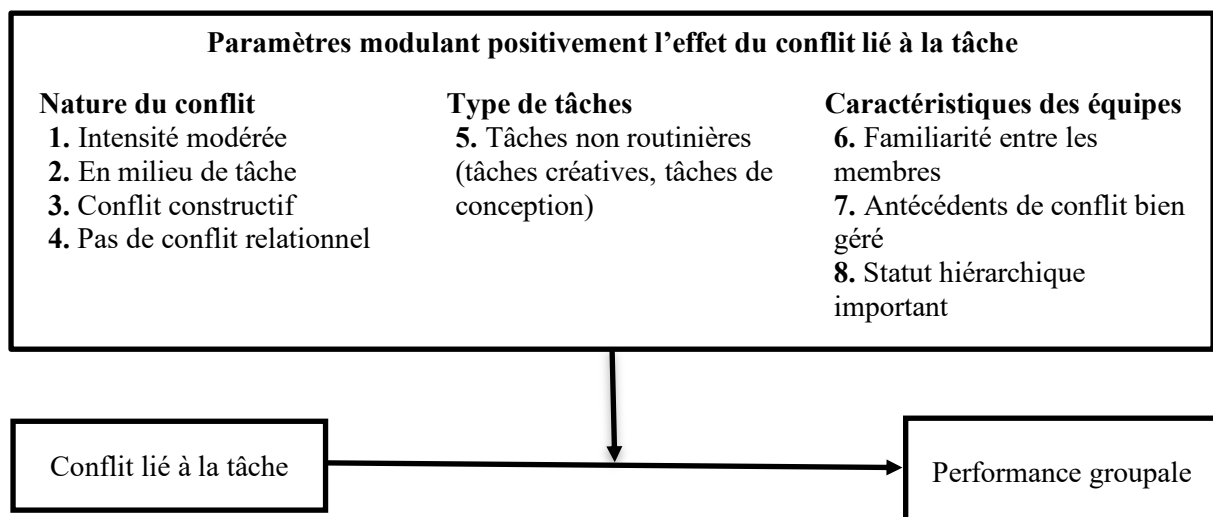 Paramètres modulant positivement l’effet du conflit lié à la tâche
Nature du conflit
1. Intensité modérée
2. En milieu de tâche
3. Conflit constructif
4. Pas de conflit relationnel
Type de tâches
5. Tâches non routinières
(tâches créatives, tâches de
conception)
Caractéristiques des équipes
6. Familiarité entre les
membres
7. Antécédents de conflit bien
géré
8. Statut hiérarchique
important
Conflit lié à la tâche
Performance groupale